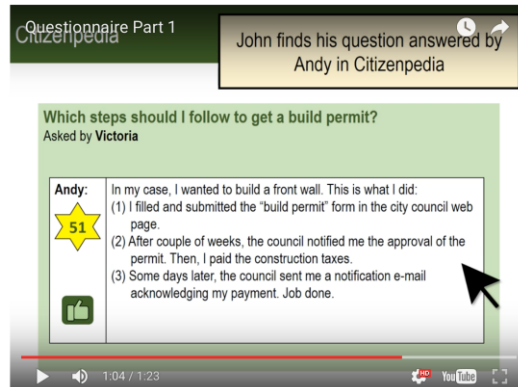 Questionnaire Part 1
Citizenpedia
John finds his question answered by
Andy in Citizenpedia
Which steps should I follow to get a build permit?
Asked by Victoria
Andy:
51
In my case, I wanted to build a front wall. This is what I did:
(1) I filled and submitted the “build permit” form in the city council web
page.
(2) After couple of weeks, the council notified me the approval of the
permit. Then, I paid the construction taxes.
(3) Some days later, the council sent me a notification e-mail
acknowledging my payment. Job done.
1:04 / 1:23
HD
YouTube